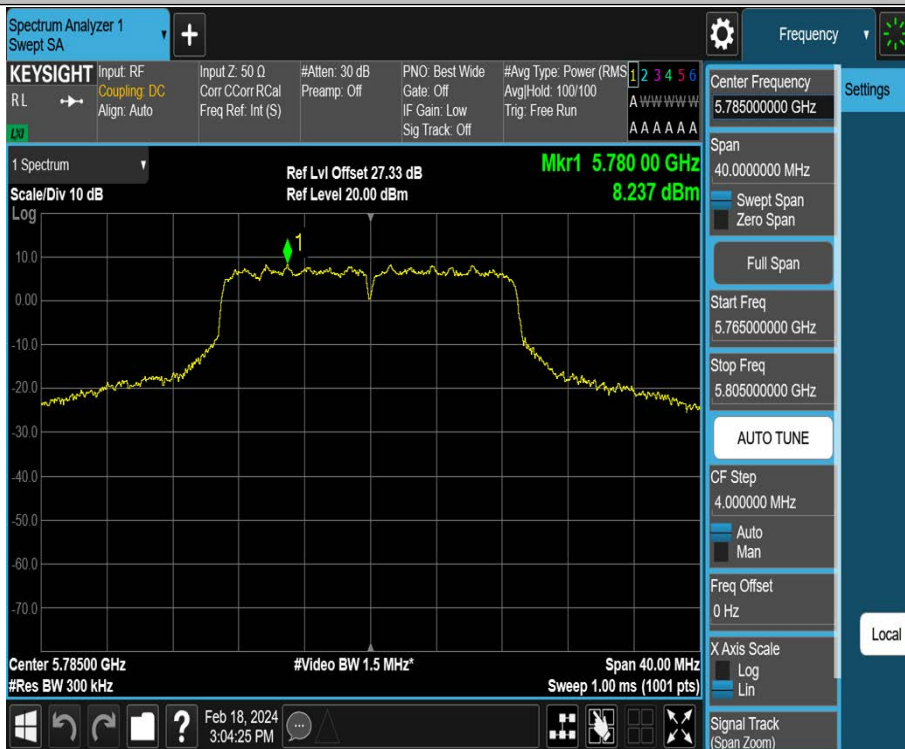 Spectrum Analyzer 1
Swept SA
+
Frequency
KEYSIGHT
RL
LXI
Input: RF
Coupling: DC
Align: Auto
Input Z: 50 Ω
Corr CCorr RCal
Freq Ref: Int (S)
#Atten: 30 dB
Preamp: Off
PNO: Best Wide
Gate: Off
IF Gain: Low
Sig Track: Off
#Avg Type: Power (RMS
Avg|Hold: 100/100
Trig: Free Run
1 2 3 4 5 6
A W W W W W
A A A A A A
1 Spectrum
Scale/Div 10 dB
Ref Lvl Offset 27.33 dB
Ref Level 20.00 dBm
Mkr1 5.780 00 GHz
8.237 dBm
Log
1
10.0
0.00
-10.0
-20.0
-30.0
-40.0
-50.0
-60.0
-70.0
Center 5.78500 GHz
#Res BW 300 kHz
#Video BW 1.5 MHz*
Span 40.00 MHz
Sweep 1.00 ms (1001 pts)
Feb 18, 2024
3:04:25 PM
?
Center Frequency
5.785000000 GHz
Span
40.0000000 MHz
Swept Span
Zero Span
Full Span
Start Freq
5.765000000 GHz
Stop Freq
5.805000000 GHz
AUTO TUNE
CF Step
4.000000 MHz
Auto
Man
Freq Offset
0 Hz
X Axis Scale
Log
Lin
Signal Track
(Span Zoom)
Settings
Local